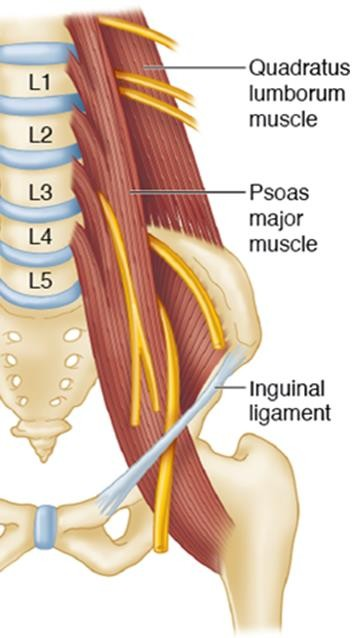 L1
L2
L3
L4
L5
Quadratus
lumborum
muscle
Psoas
major
muscle
Inguinal
ligament